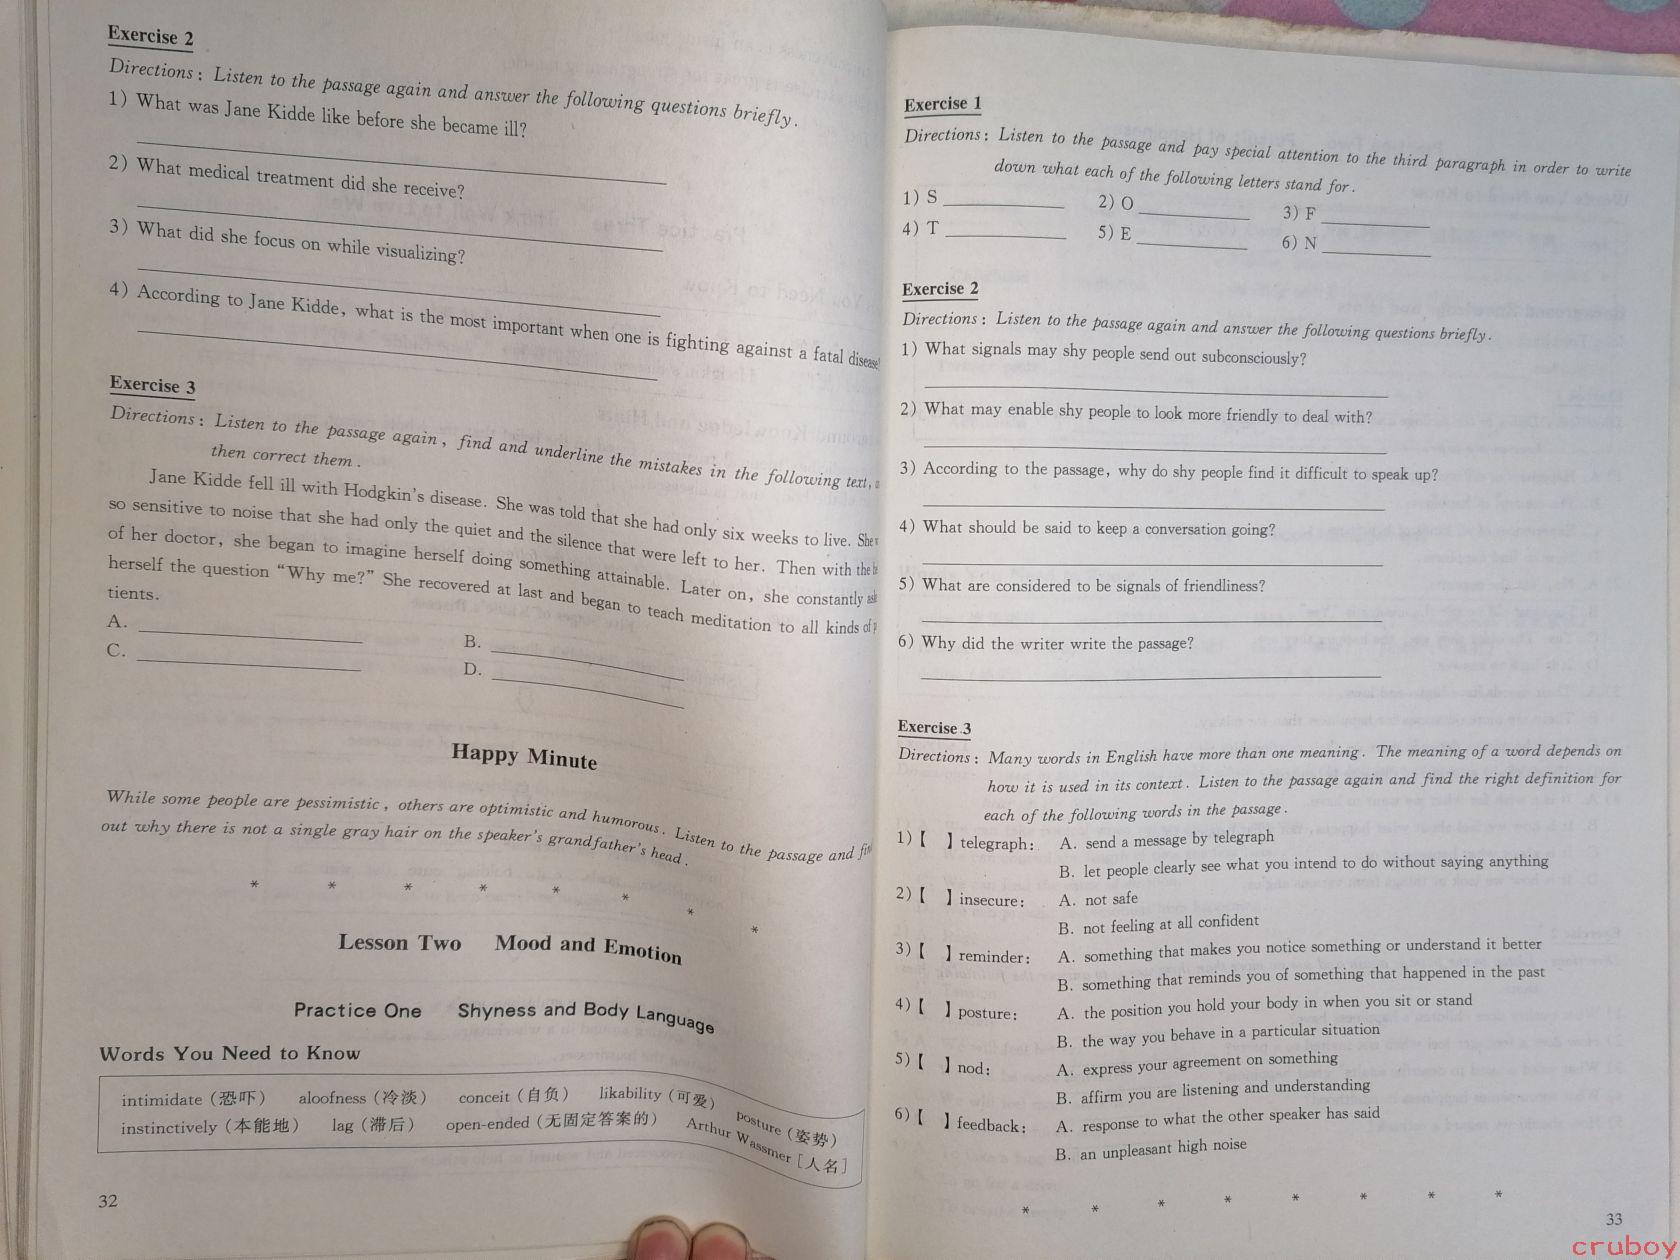 Exercise 2
Directions: Listen to the passage again and answer the following questions briefly.
1) What was Jane Kidde like before she became ill?
2) What medical treatment did she receive?
3) What did she focus on while visualizing?
4) According to Jane Kidde, what is the most important when one is fighting against a fatal disease
Exercise 3
Directions: Listen to the passage again, find and underline the mistakes in the following text,
then correct them.
Jane Kidde fell ill with Hodgkin's disease. She was told that she had only six weeks to live. She
so sensitive to noise that she had only the quiet and the silence that were left to her. Then with the
of her doctor, she began to imagine herself doing something attainable. Later on, she constantly
herself the question "Why me?" She recovered at last and began to teach meditation to all kinds of
tients.
A.
B.
C.
D.
Happy Minute
While some people are pessimistic, others are optimistic and humorous. Listen to the passage and
out why there is not a single gray hair on the speaker's grandfather's head.
* * * * * * * *
Lesson Two Mood and Emotion
Practice One Shyness and Body Language
Words You Need to Know
intimidate (恐吓) aloofness (冷淡) conceit (自负) likability (可爱) posture (姿势)
instinctively (本能地) lag (滞后) open-ended (无固定答案的) Arthur Wassmer [人名]
32
Exercise 1
Directions: Listen to the passage and pay special attention to the third paragraph in order to write
down what each of the following letters stand for.
1) S 2) O 3) F
4) T 5) E 6) N
Exercise 2
Directions: Listen to the passage again and answer the following questions briefly.
1) What signals may shy people send out subconsciously?
2) What may enable shy people to look more friendly to deal with?
3) According to the passage, why do shy people find it difficult to speak up?
4) What should be said to keep a conversation going?
5) What are considered to be signals of friendliness?
6) Why did the writer write the passage?
Exercise 3
Directions: Many words in English have more than one meaning. The meaning of a word depends on
how it is used in its context. Listen to the passage again and find the right definition for
each of the following words in the passage.
1)【 】telegraph: A. send a message by telegraph
B. let people clearly see what you intend to do without saying anything
2)【 】insecure: A. not safe
B. not feeling at all confident
3)【 】reminder: A. something that makes you notice something or understand it better
B. something that reminds you of something that happened in the past
4)【 】posture: A. the position you hold your body in when you sit or stand
B. the way you behave in a particular situation
5)【 】nod: A. express your agreement on something
B. affirm you are listening and understanding
6)【 】feedback: A. response to what the other speaker has said
B. an unpleasant high noise
* * * * * * * *
33
cruboy